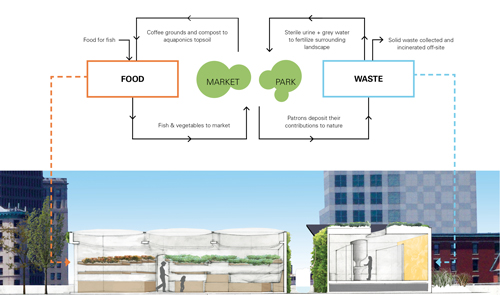 Coffee grounds and compost to
aquaponics topsoil
Sterile urine + grey water
to fertilize surrounding
landscape
Food for fish
Solid waste collected and
incinerated off-site
FOOD
MARKET
PARK
WASTE
Fish & vegetables to market
Patrons deposit their
contributions to nature